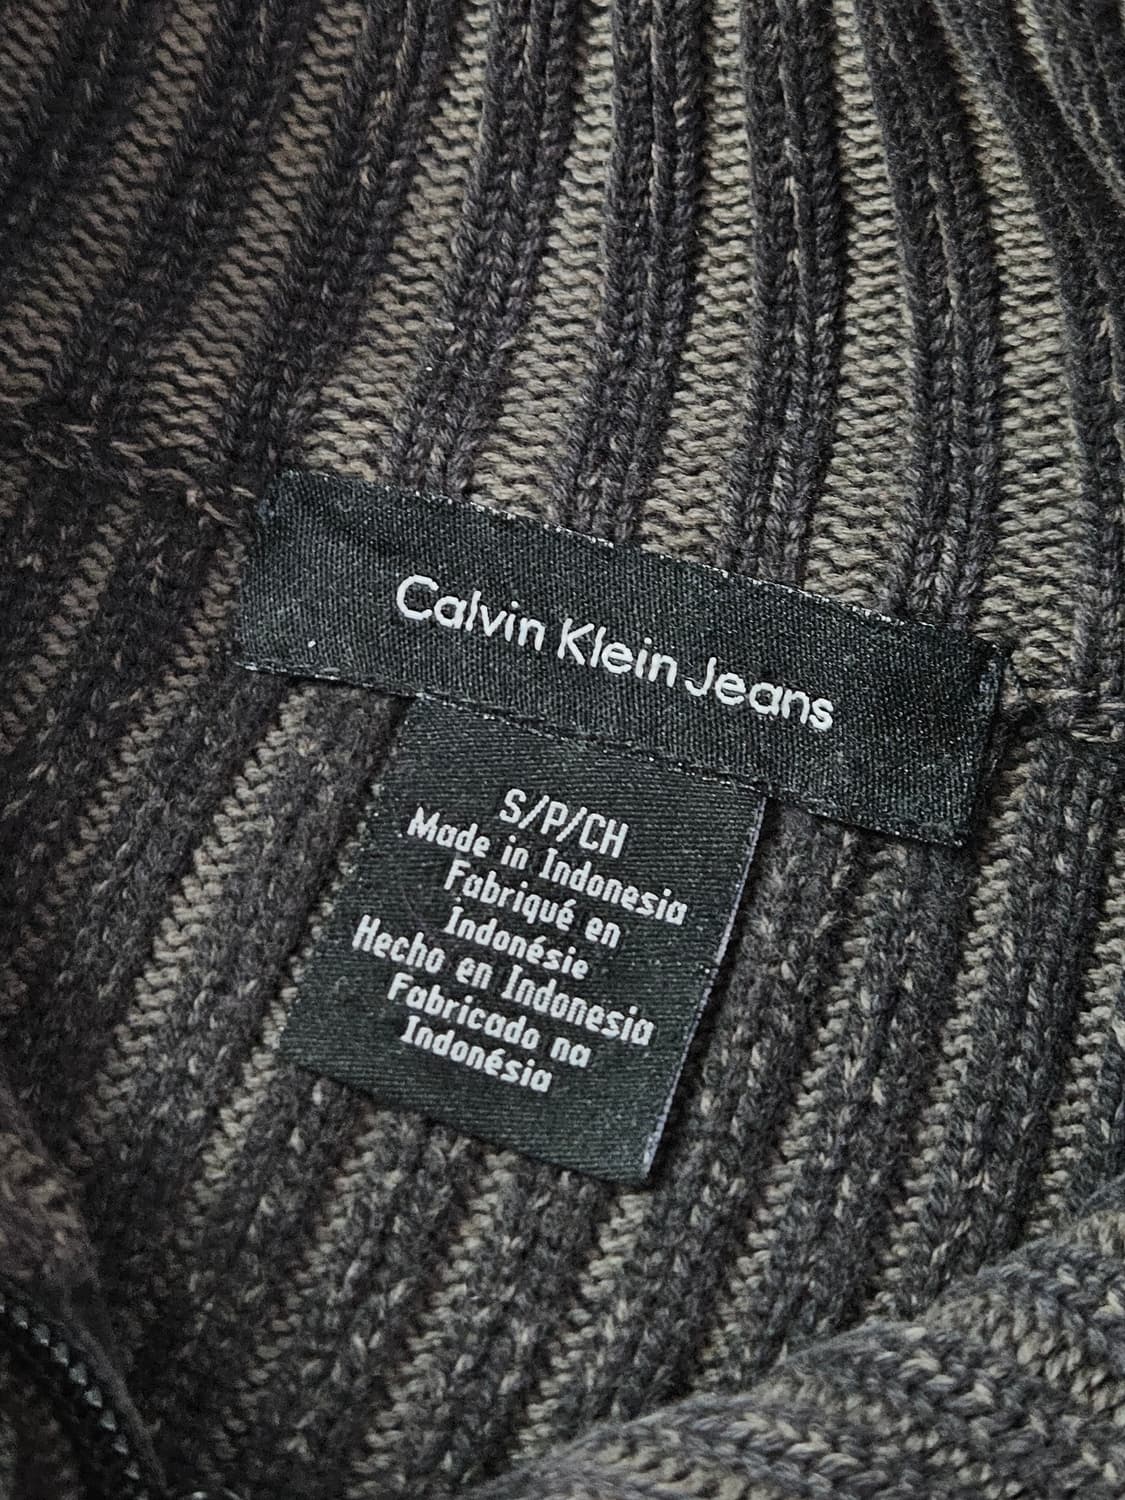 Calvin Klein Jeans
S/P/CH
Made in Indonesia
Fabriqué en
Indonésie
Hecho en Indonesia
Fabricado na
Indonésia